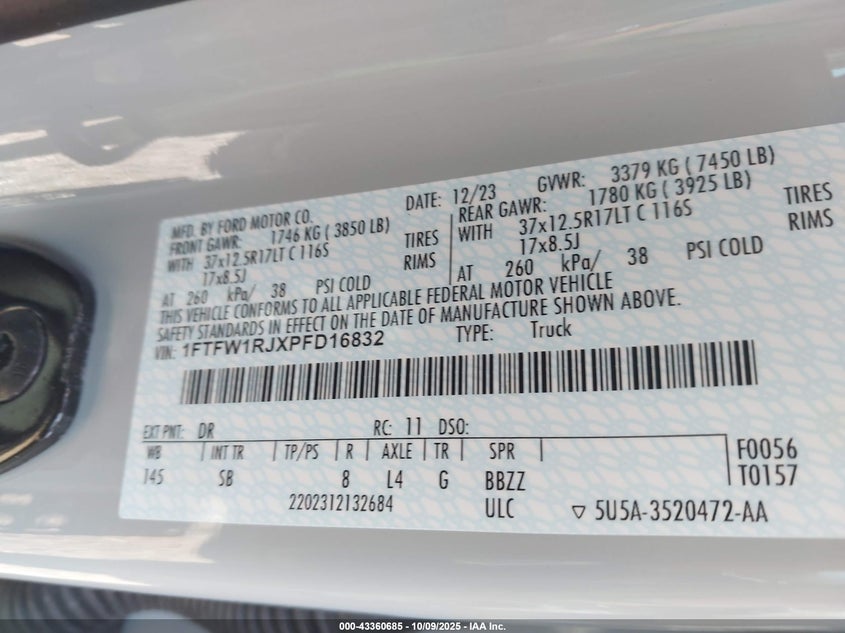 MFD. BY FORD MOTOR CO.
DATE: 12/23 GVWR: 3379 KG ( 7450 LB)
FRONT GAWR: 1746 KG ( 3850 LB)
REAR GAWR: 1780 KG ( 3925 LB)
WITH 37x12.5R17LT C 116S TIRES
WITH 37x12.5R17LT C 116S TIRES
17x8.5J RIMS
17x8.5J RIMS
AT 260 kPa/ 38 PSI COLD
AT 260 kPa/ 38 PSI COLD
THIS VEHICLE CONFORMS TO ALL APPLICABLE FEDERAL MOTOR VEHICLE
SAFETY STANDARDS IN EFFECT ON THE DATE OF MANUFACTURE SHOWN ABOVE.
VIN: 1FTFW1RJXPFD16832 TYPE: Truck
EXT PNT: DR RC: 11 DSO:
WB INT TR TP/PS R AXLE TR SPR F0056
145 SB 8 L4 G BBZZ T0157
2202312132684 ULC ▽ 5U5A-3520472-AA
000-43360685 - 10/09/2025 - IAA Inc.